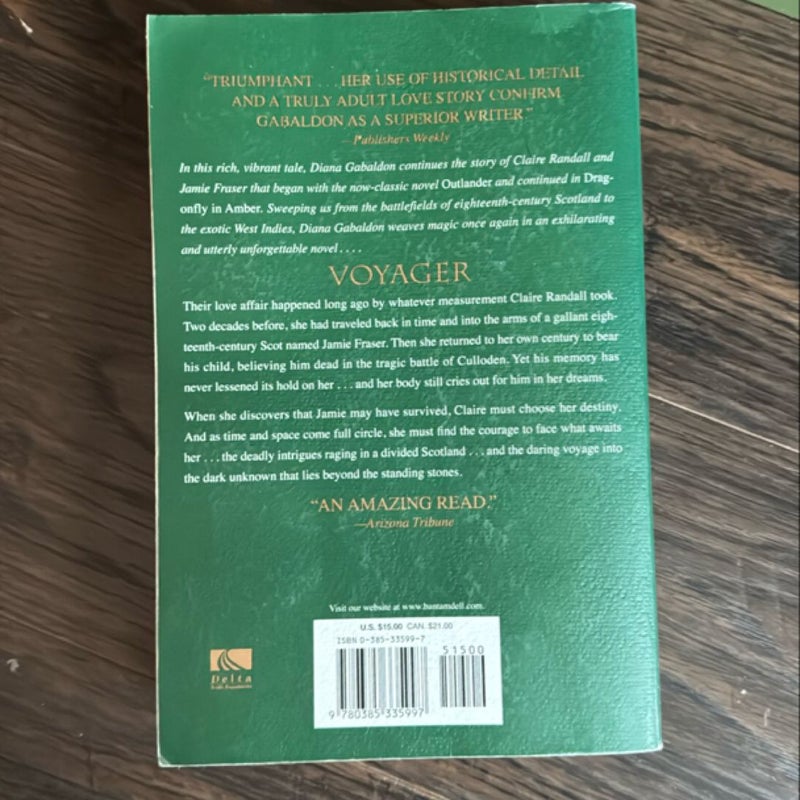 "TRIUMPHANT . . . HER USE OF HISTORICAL DETAIL
AND A TRULY ADULT LOVE STORY CONFIRM
GABALDON AS A SUPERIOR WRITER."
—Publishers Weekly
In this rich, vibrant tale, Diana Gabaldon continues the story of Claire Randall and
Jamie Fraser that began with the now-classic novel Outlander and continued in Drag-
onfly in Amber. Sweeping us from the battlefields of eighteenth-century Scotland to
the exotic West Indies, Diana Gabaldon weaves magic once again in an exhilarating
and utterly unforgettable novel . . . .
VOYAGER
Their love affair happened long ago by whatever measurement Claire Randall took.
Two decades before, she had traveled back in time and into the arms of a gallant eigh-
teenth-century Scot named Jamie Fraser. Then she returned to her own century to bear
his child, believing him dead in the tragic battle of Culloden. Yet his memory has
never lessened its hold on her . . . and her body still cries out for him in her dreams.
When she discovers that Jamie may have survived, Claire must choose her destiny.
And as time and space come full circle, she must find the courage to face what awaits
her . . . the deadly intrigues raging in a divided Scotland . . . and the daring voyage into
the dark unknown that lies beyond the standing stones.
"AN AMAZING READ."
—Arizona Tribune
Visit our website at www.bantamdell.com.
U.S. $15.00 CAN. $21.00
ISBN 0-385-33599-7
51500
9 780385 335997
Delta
Trade Paperbacks